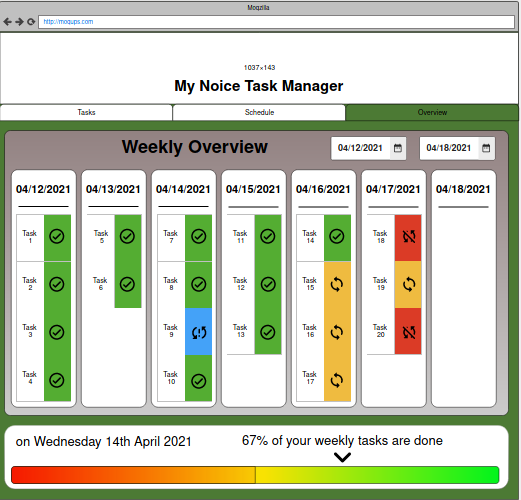 Mogzilla
http://moqups.com
1037×143
My Noice Task Manager
Tasks Schedule Overview
Weekly Overview 04/12/2021 04/18/2021
04/12/2021 04/13/2021 04/14/2021 04/15/2021 04/16/2021 04/17/2021 04/18/2021
Task 1
Task 2
Task 3
Task 4
Task 5
Task 6
Task 7
Task 8
Task 9
Task 10
Task 11
Task 12
Task 13
Task 14
Task 15
Task 16
Task 17
Task 18
Task 19
Task 20
on Wednesday 14th April 2021 67% of your weekly tasks are done